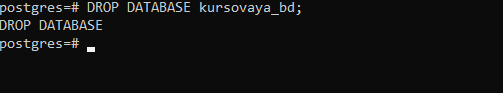 postgres=# DROP DATABASE kursovaya_bd;
DROP DATABASE
postgres=#